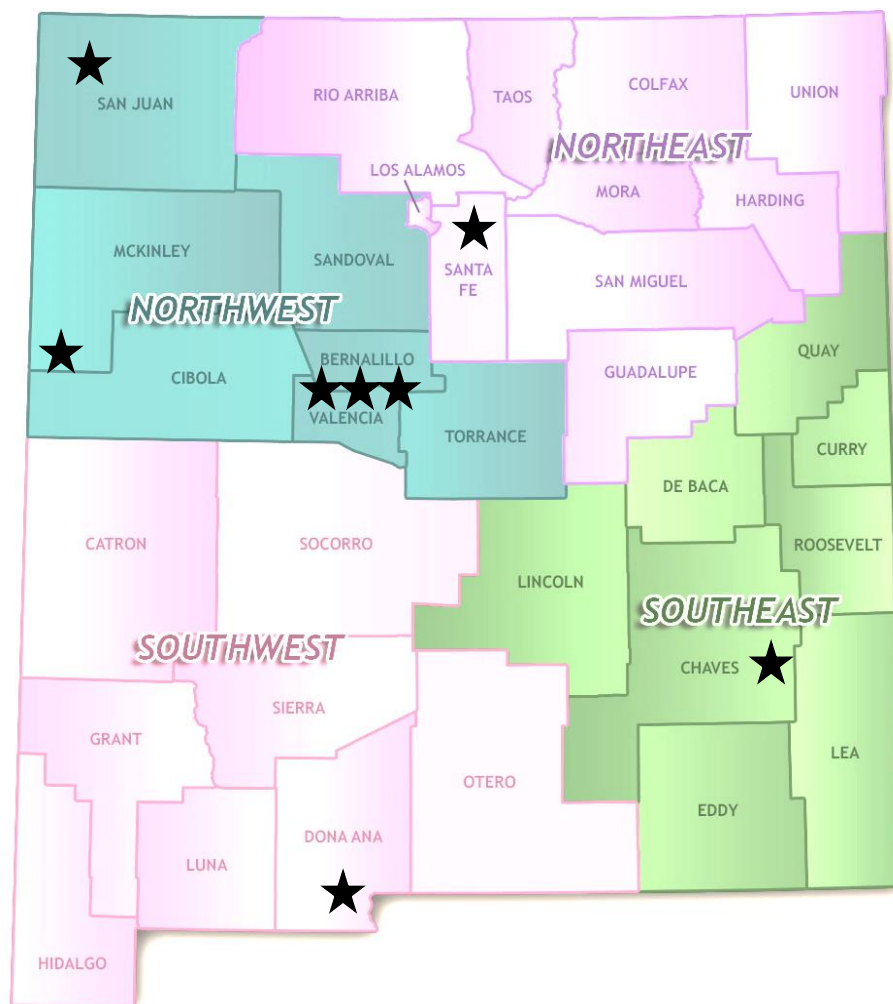 SAN JUAN
RIO ARRIBA
TAOS
COLFAX
UNION
NORTHEAST
LOS ALAMOS
MORA
HARDING
MCKINLEY
SANDOVAL
SANTA
FE
SAN MIGUEL
NORTHWEST
BERNALILLO
QUAY
CIBOLA
GUADALUPE
VALENCIA
TORRANCE
CURRY
DE BACA
CATRON
SOCORRO
ROOSEVELT
LINCOLN
SOUTHEAST
SOUTHWEST
CHAVES
SIERRA
GRANT
LEA
OTERO
EDDY
DONA ANA
LUNA
HIDALGO